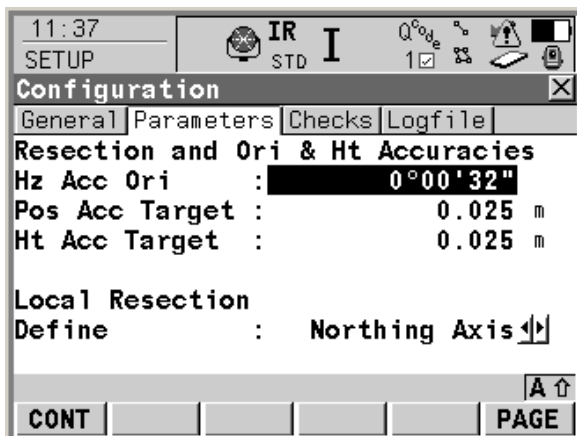 11:37
SETUP
IR
STD
I
Qcode
1
Configuration
General Parameters Checks Logfile
Resection and Ori & Ht Accuracies
Hz Acc Ori : 0°00'32"
Pos Acc Target : 0.025 m
Ht Acc Target : 0.025 m
Local Resection
Define : Northing Axis
A
CONT PAGE